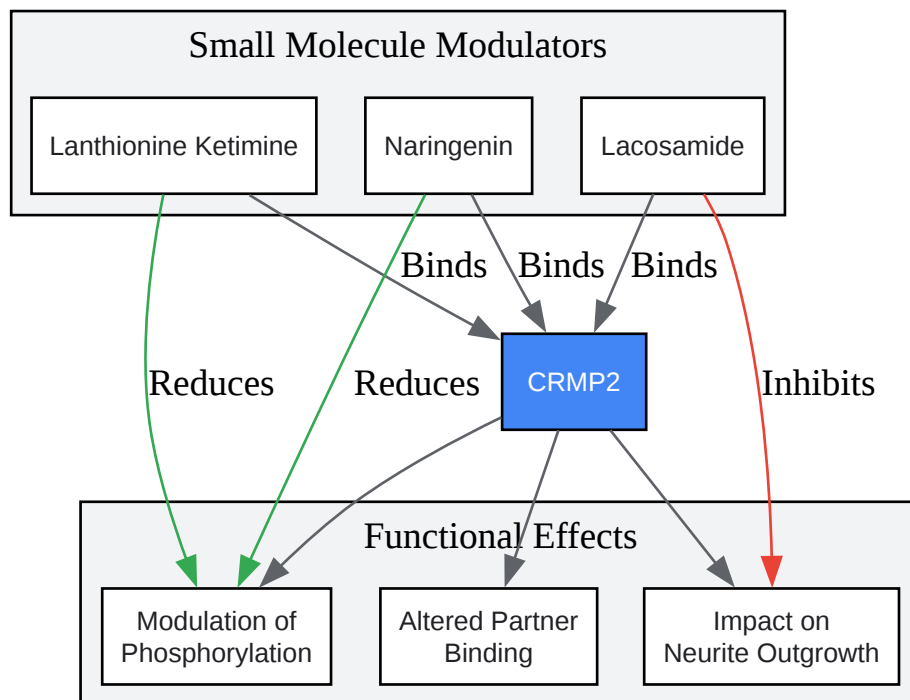 Small Molecule Modulators
Lanthionine Ketimine
Naringenin
Lacosamide
Binds
Binds
Binds
Reduces
Reduces
CRMP2
Inhibits
Functional Effects
Modulation of
Phosphorylation
Altered Partner
Binding
Impact on
Neurite Outgrowth